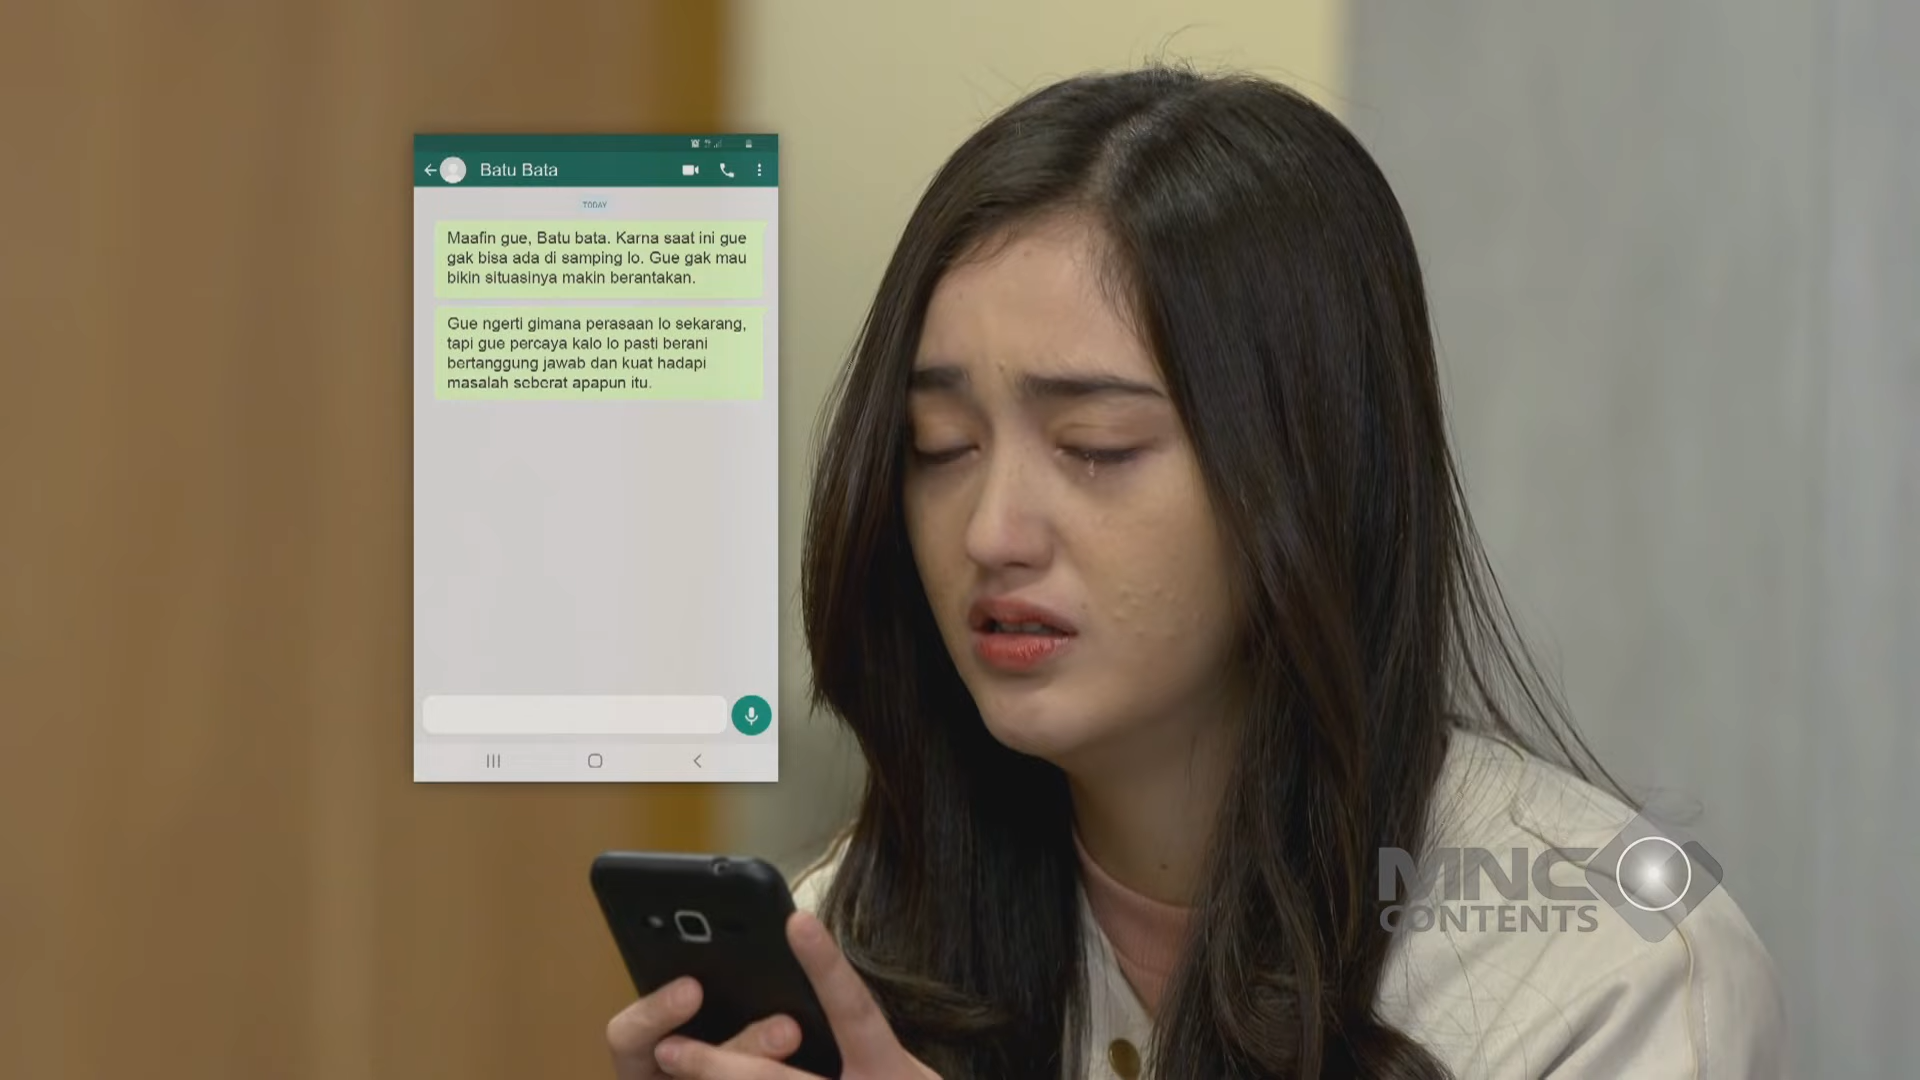 Batu Bata
TODAY
Maafin gue, Batu bata. Karna saat ini gue
gak bisa ada di samping lo. Gue gak mau
bikin situasinya makin berantakan.
Gue ngerti gimana perasaan lo sekarang,
tapi gue percaya kalo lo pasti berani
bertanggung jawab dan kuat hadapi
masalah seberat apapun itu.
MNC
CONTENTS